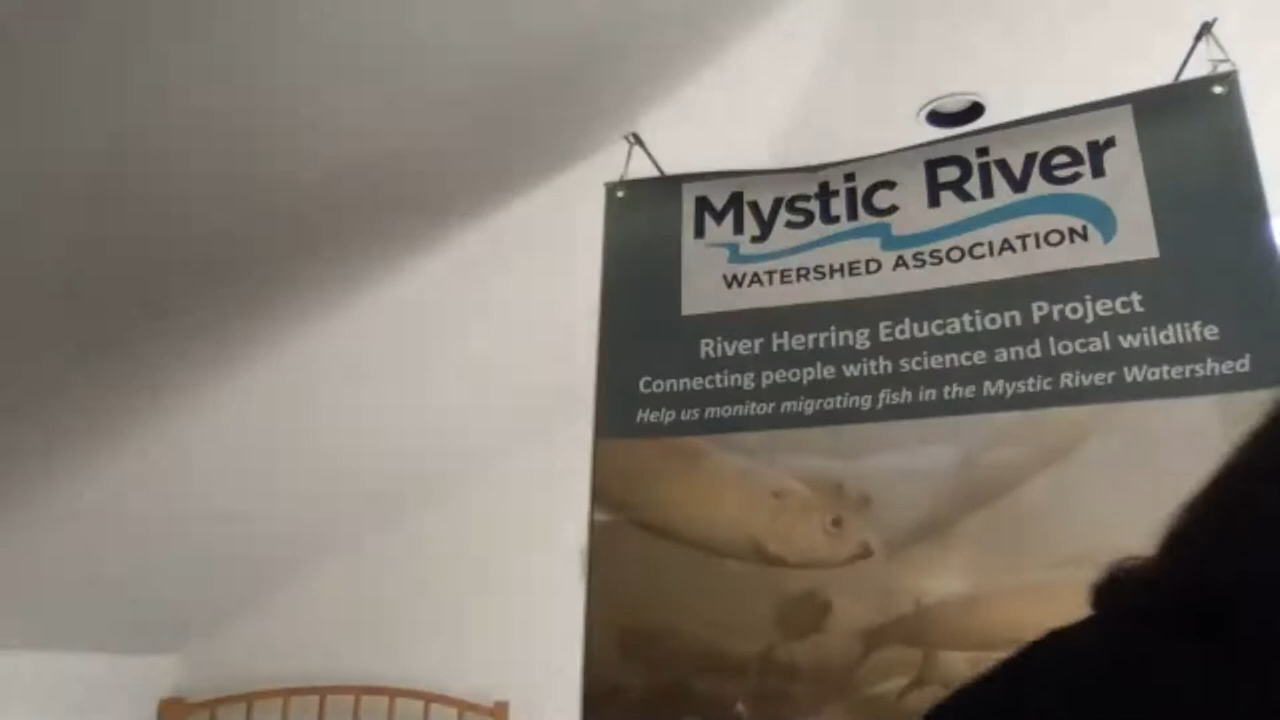 Mystic River
WATERSHED ASSOCIATION
River Herring Education Project
Connecting people with science and local wildlife
Help us monitor migrating fish in the Mystic River Watershed